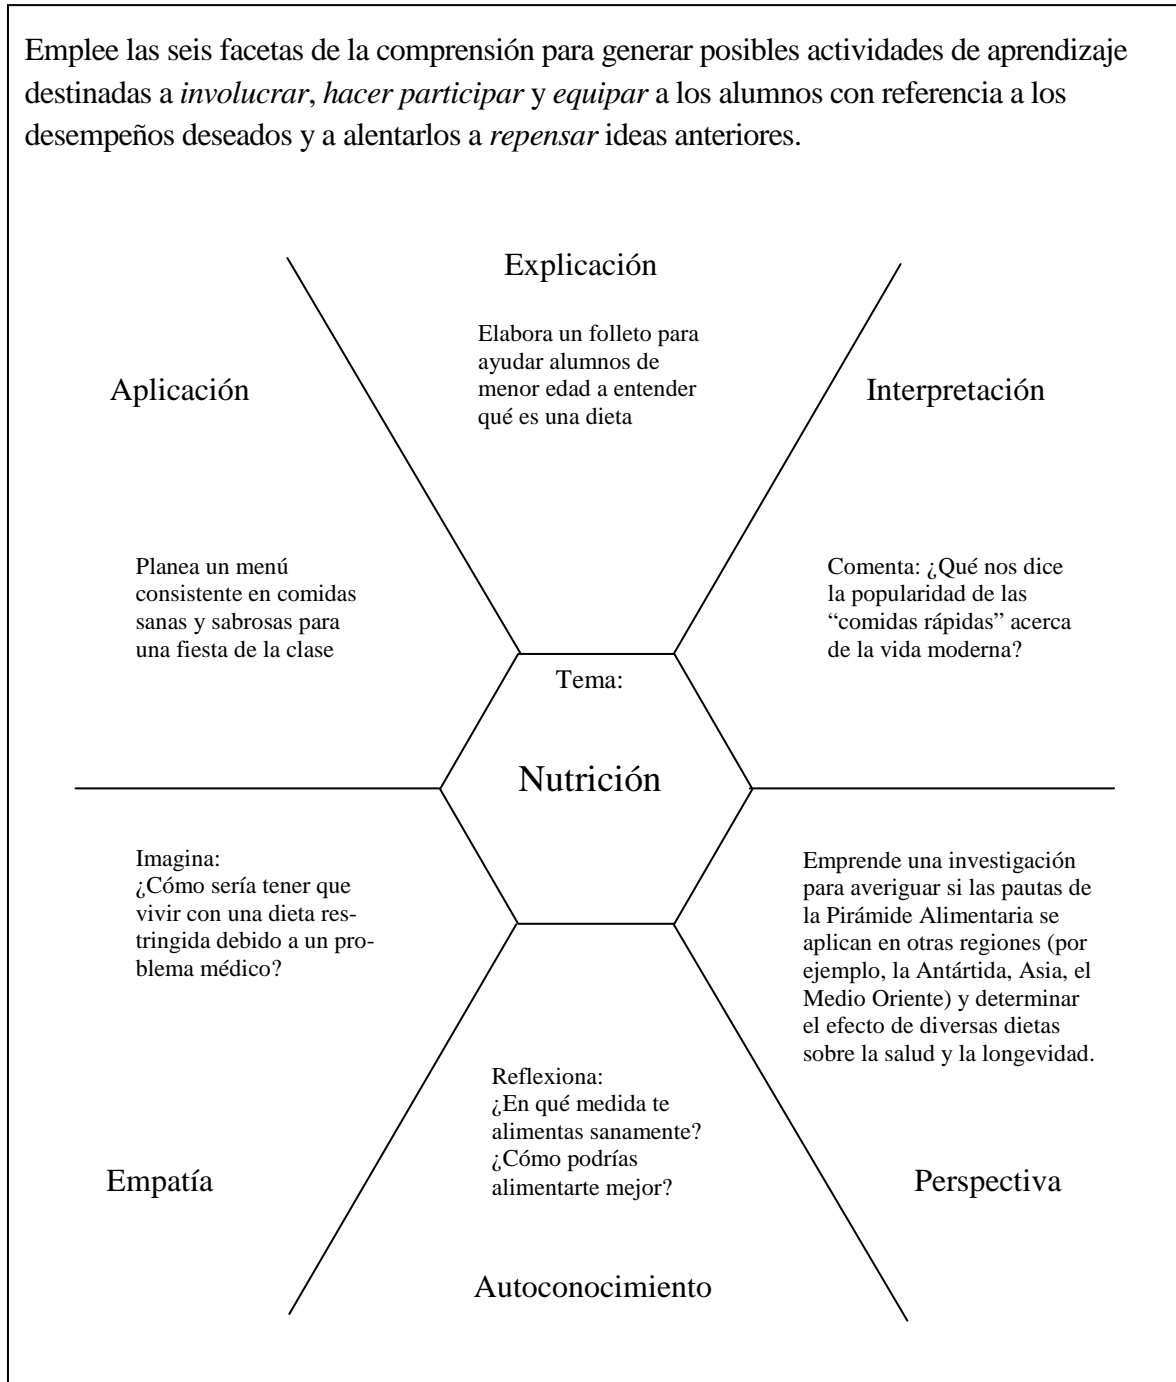 Emplee las seis facetas de la comprensión para generar posibles actividades de aprendizaje
destinadas a involucrar, hacer participar y equipar a los alumnos con referencia a los
desempeños deseados y a alentarlos a repensar ideas anteriores.
Explicación
Elabora un folleto para
ayudar alumnos de
menor edad a entender
qué es una dieta
Aplicación
Planea un menú
consistente en comidas
sanas y sabrosas para
una fiesta de la clase
Interpretación
Comenta: ¿Qué nos dice
la popularidad de las
“comidas rápidas” acerca
de la vida moderna?
Tema:
Nutrición
Imagina:
¿Cómo sería tener que
vivir con una dieta res-
tringida debido a un pro-
blema médico?
Empatía
Reflexiona:
¿En qué medida te
alimentas sanamente?
¿Cómo podrías
alimentarte mejor?
Autoconocimiento
Emprende una investigación
para averiguar si las pautas de
la Pirámide Alimentaria se
aplican en otras regiones (por
ejemplo, la Antártida, Asia, el
Medio Oriente) y determinar
el efecto de diversas dietas
sobre la salud y la longevidad.
Perspectiva